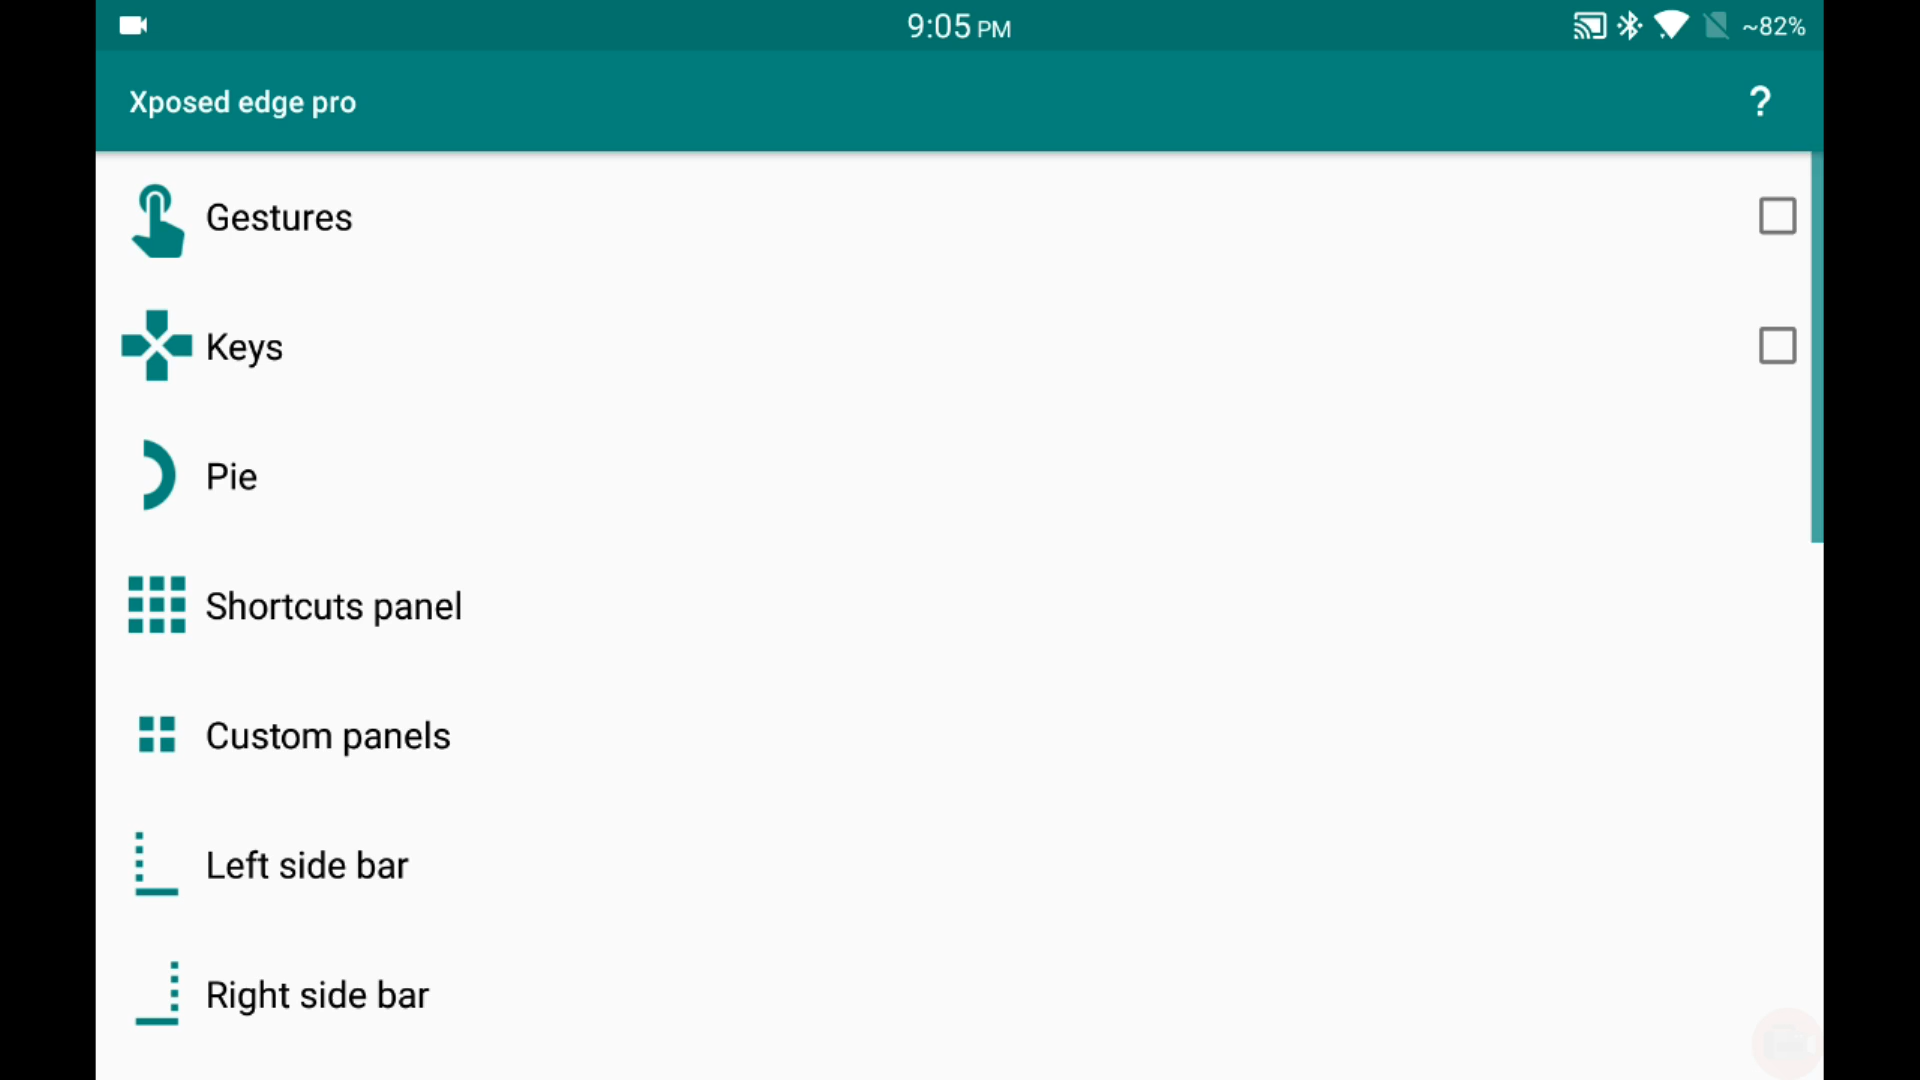 9:05 PM
~82%
Xposed edge pro
?
Gestures
Keys
Pie
Shortcuts panel
Custom panels
Left side bar
Right side bar